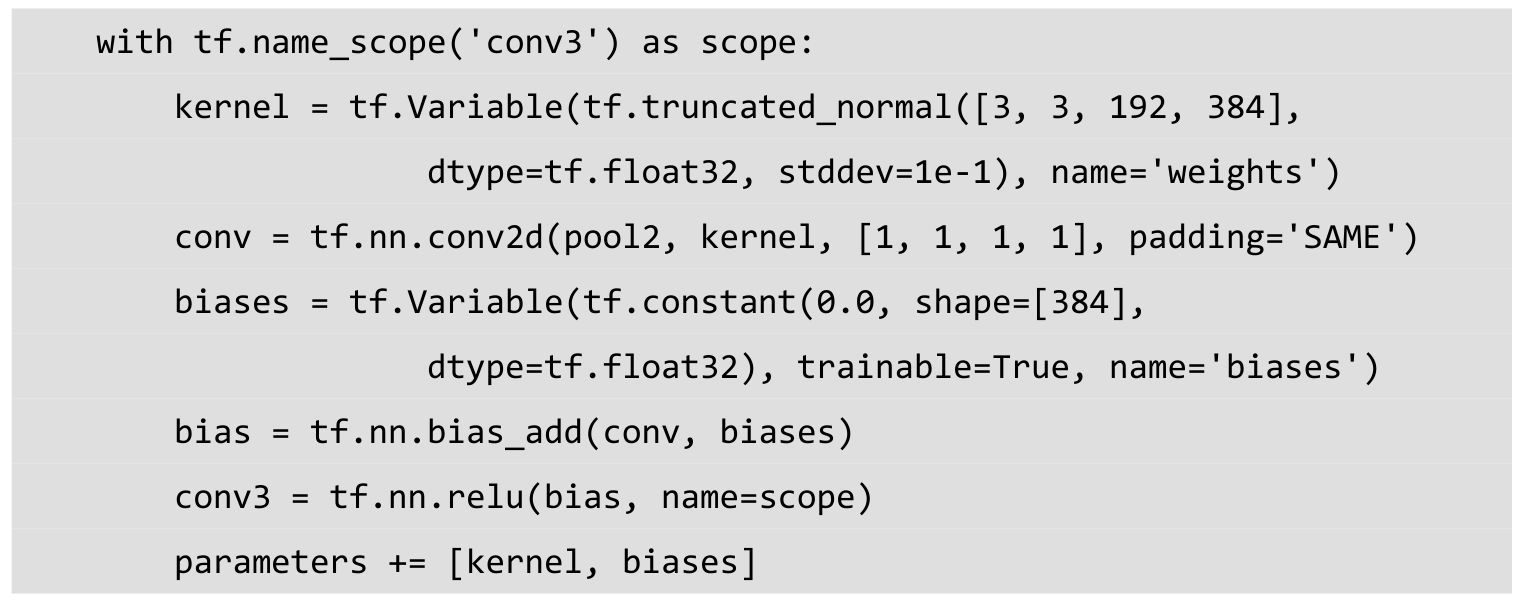 with tf.name_scope('conv3') as scope:
kernel = tf.Variable(tf.truncated_normal([3, 3, 192, 384],
dtype=tf.float32, stddev=1e-1), name='weights')
conv = tf.nn.conv2d(pool2, kernel, [1, 1, 1, 1], padding='SAME')
biases = tf.Variable(tf.constant(0.0, shape=[384],
dtype=tf.float32), trainable=True, name='biases')
bias = tf.nn.bias_add(conv, biases)
conv3 = tf.nn.relu(bias, name=scope)
parameters += [kernel, biases]